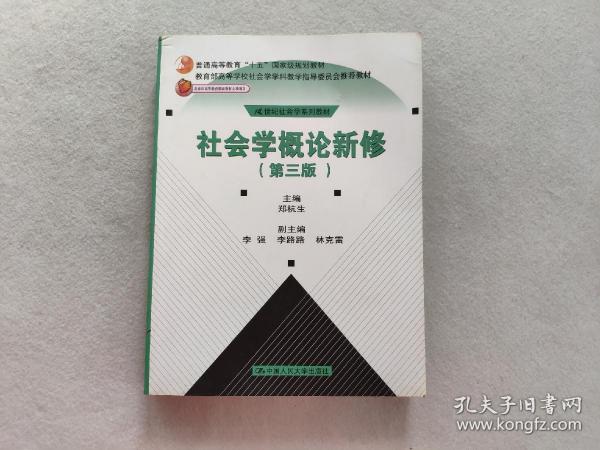 普通高等教育“十五”国家级规划教材
教育部高等学校社会学学科教学指导委员会推荐教材
21世纪社会学系列教材
社会学概论新修
（第三版）
主编
郑杭生
副主编
李强 李路路 林克雷
中国人民大学出版社
孔夫子旧书网
www.kongfz.com